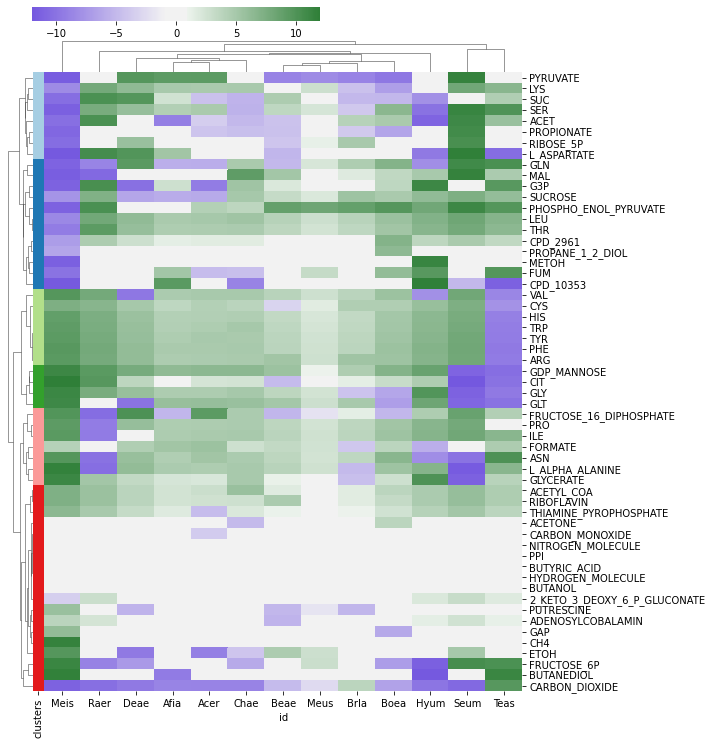 −10 −5 0 5 10
PYRUVATE
LYS
SUC
SER
ACET
PROPIONATE
RIBOSE_5P
L_ASPARTATE
GLN
MAL
G3P
SUCROSE
PHOSPHO_ENOL_PYRUVATE
LEU
THR
CPD_2961
PROPANE_1_2_DIOL
METOH
FUM
CPD_10353
VAL
CYS
HIS
TRP
TYR
PHE
ARG
GDP_MANNOSE
CIT
GLY
GLT
FRUCTOSE_16_DIPHOSPHATE
PRO
ILE
FORMATE
ASN
L_ALPHA_ALANINE
GLYCERATE
ACETYL_COA
RIBOFLAVIN
THIAMINE_PYROPHOSPHATE
ACETONE
CARBON_MONOXIDE
NITROGEN_MOLECULE
PPI
BUTYRIC_ACID
HYDROGEN_MOLECULE
BUTANOL
2_KETO_3_DEOXY_6_P_GLUCONATE
PUTRESCINE
ADENOSYLCOBALAMIN
GAP
CH4
ETOH
FRUCTOSE_6P
BUTANEDIOL
CARBON_DIOXIDE
clusters Meis Raer Deae Afia Acer Chae Beae Meus Brla Boea Hyum Seum Teas
id